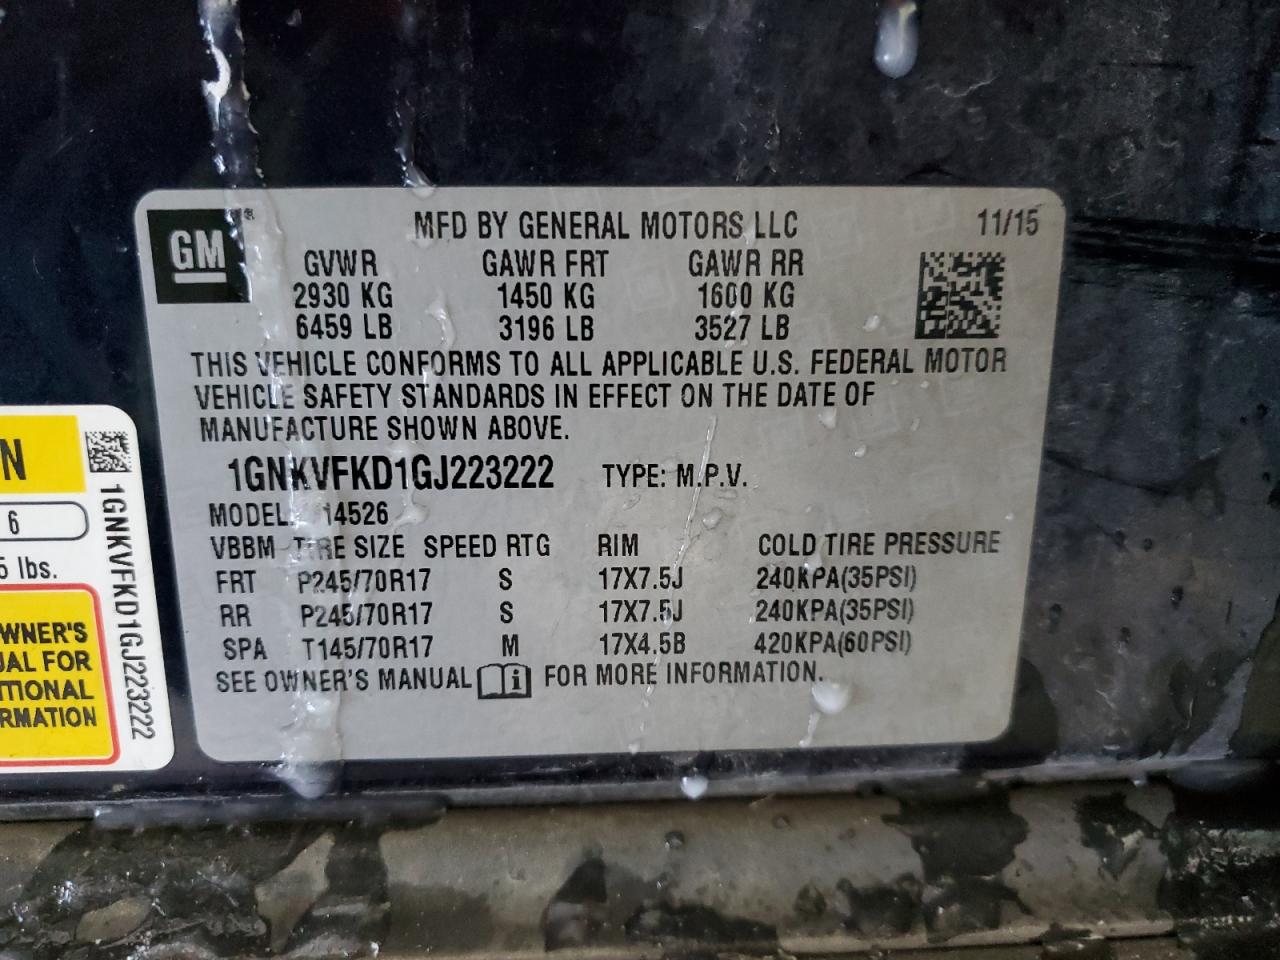 GM®
MFD BY GENERAL MOTORS LLC
11/15
GVWR GAWR FRT GAWR RR
2930 KG 1450 KG 1600 KG
6459 LB 3196 LB 3527 LB
THIS VEHICLE CONFORMS TO ALL APPLICABLE U.S. FEDERAL MOTOR
VEHICLE SAFETY STANDARDS IN EFFECT ON THE DATE OF
MANUFACTURE SHOWN ABOVE.
1GNKVFKD1GJ223222 TYPE: M.P.V.
MODEL: 14526
VBBM TIRE SIZE SPEED RTG RIM COLD TIRE PRESSURE
FRT P245/70R17 S 17X7.5J 240KPA(35PSI)
RR P245/70R17 S 17X7.5J 240KPA(35PSI)
SPA T145/70R17 M 17X4.5B 420KPA(60PSI)
SEE OWNER'S MANUAL i FOR MORE INFORMATION.
N
6
5 lbs.
WNER'S
UAL FOR
ITIONAL
RMATION
1GNKVFKD1GJ223222